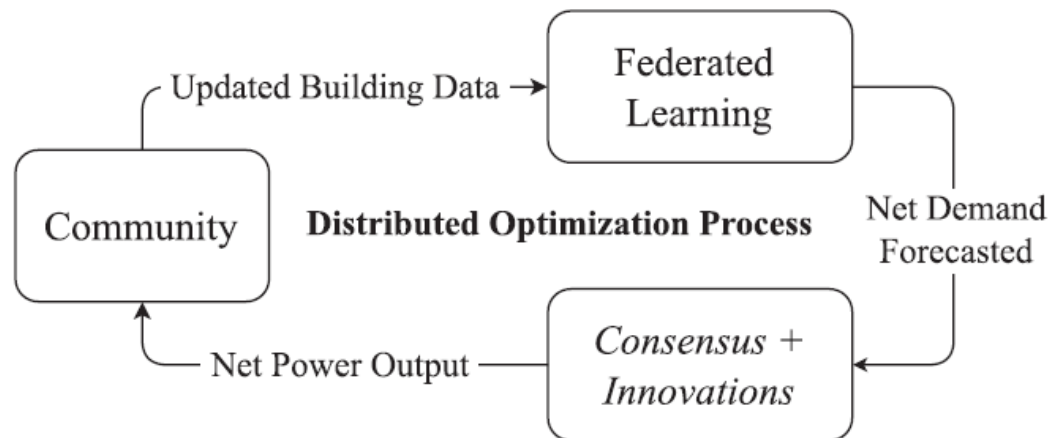 Federated
Learning
Updated Building Data
Community
Distributed Optimization Process
Net Demand
Forecasted
Consensus +
Innovations
Net Power Output